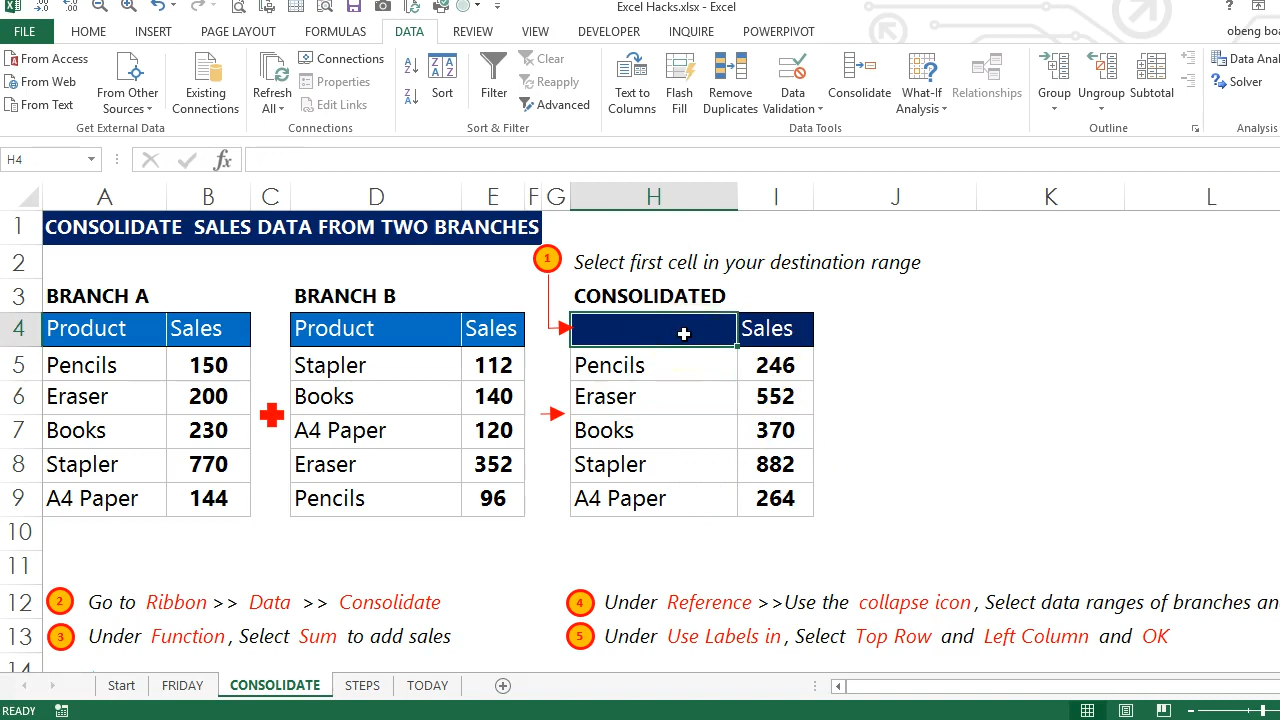 Excel Hacks.xlsx - Excel
FILE HOME INSERT PAGE LAYOUT FORMULAS DATA REVIEW VIEW DEVELOPER INQUIRE POWERPIVOT obeng boa
From Access
From Web
From Text
From Other Sources
Existing Connections
Get External Data
Refresh All
Connections
Properties
Edit Links
Connections
Sort
Filter
Clear
Reapply
Advanced
Sort & Filter
Text to Columns
Flash Fill
Remove Duplicates
Data Validation
Consolidate
What-If Analysis
Relationships
Data Tools
Group
Ungroup
Subtotal
Outline
Data Anal
Solver
Analysis
H4 fx
A B C D E F G H I J K L
1 CONSOLIDATE SALES DATA FROM TWO BRANCHES
2 1 Select first cell in your destination range
3 BRANCH A BRANCH B CONSOLIDATED
4 Product Sales Product Sales Sales
5 Pencils 150 Stapler 112 Pencils 246
6 Eraser 200 Books 140 Eraser 552
7 Books 230 A4 Paper 120 Books 370
8 Stapler 770 Eraser 352 Stapler 882
9 A4 Paper 144 Pencils 96 A4 Paper 264
10
11
12 2 Go to Ribbon >> Data >> Consolidate 4 Under Reference >>Use the collapse icon, Select data ranges of branches an
13 3 Under Function, Select Sum to add sales 5 Under Use Labels in, Select Top Row and Left Column and OK
14
Start FRIDAY CONSOLIDATE STEPS TODAY
READY